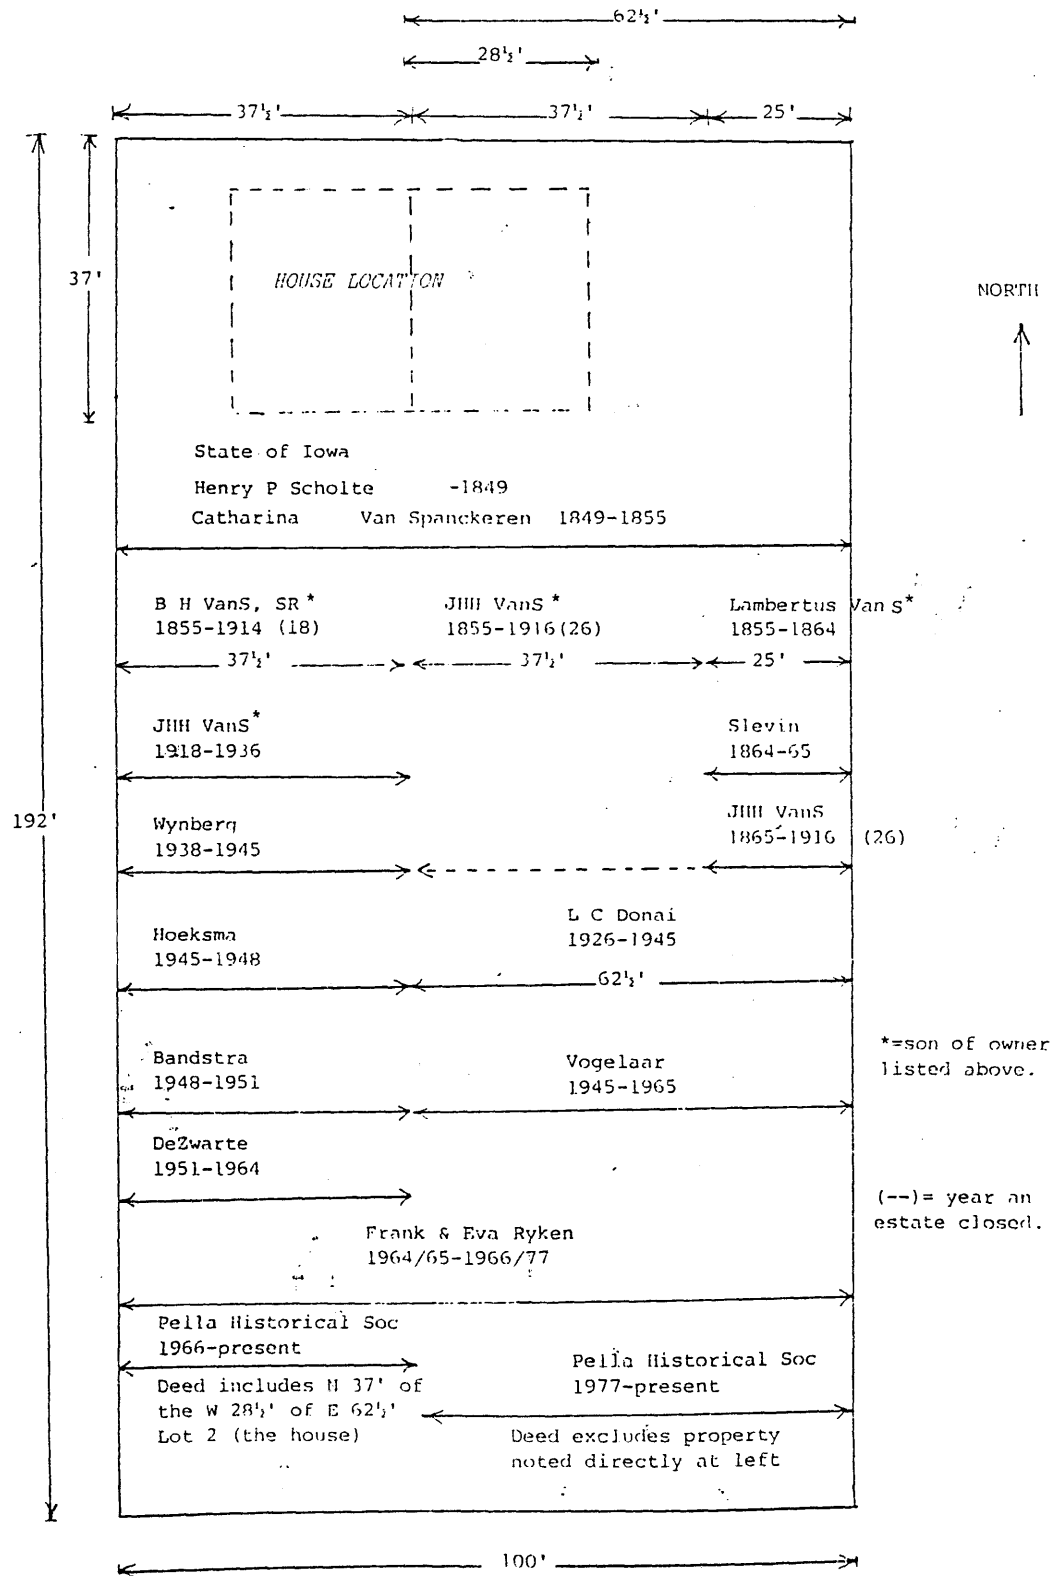 62½'
28½'
37½' 37½' 25'
37'
HOUSE LOCATION
NORTH
State of Iowa
Henry P Scholte -1849
Catharina Van Spanckeren 1849-1855
B H VanS, SR* JHH VanS* Lambertus Van S*
1855-1914 (18) 1855-1916(26) 1855-1864
37½' 37½' 25'
JHH VanS* Slevin
1918-1936 1864-65
192'
Wynberg JHH VanS
1938-1945 1865-1916 (26)
Hoeksma L C Donai
1945-1948 1926-1945
62½'
Bandstra Vogelaar
1948-1951 1945-1965
*=son of owner
listed above.
DeZwarte
1951-1964
(--)= year an
estate closed.
Frank & Eva Ryken
1964/65-1966/77
Pella Historical Soc
1966-present
Deed includes N 37' of
the W 28½' of E 62½'
Lot 2 (the house)
Pella Historical Soc
1977-present
Deed excludes property
noted directly at left
100'